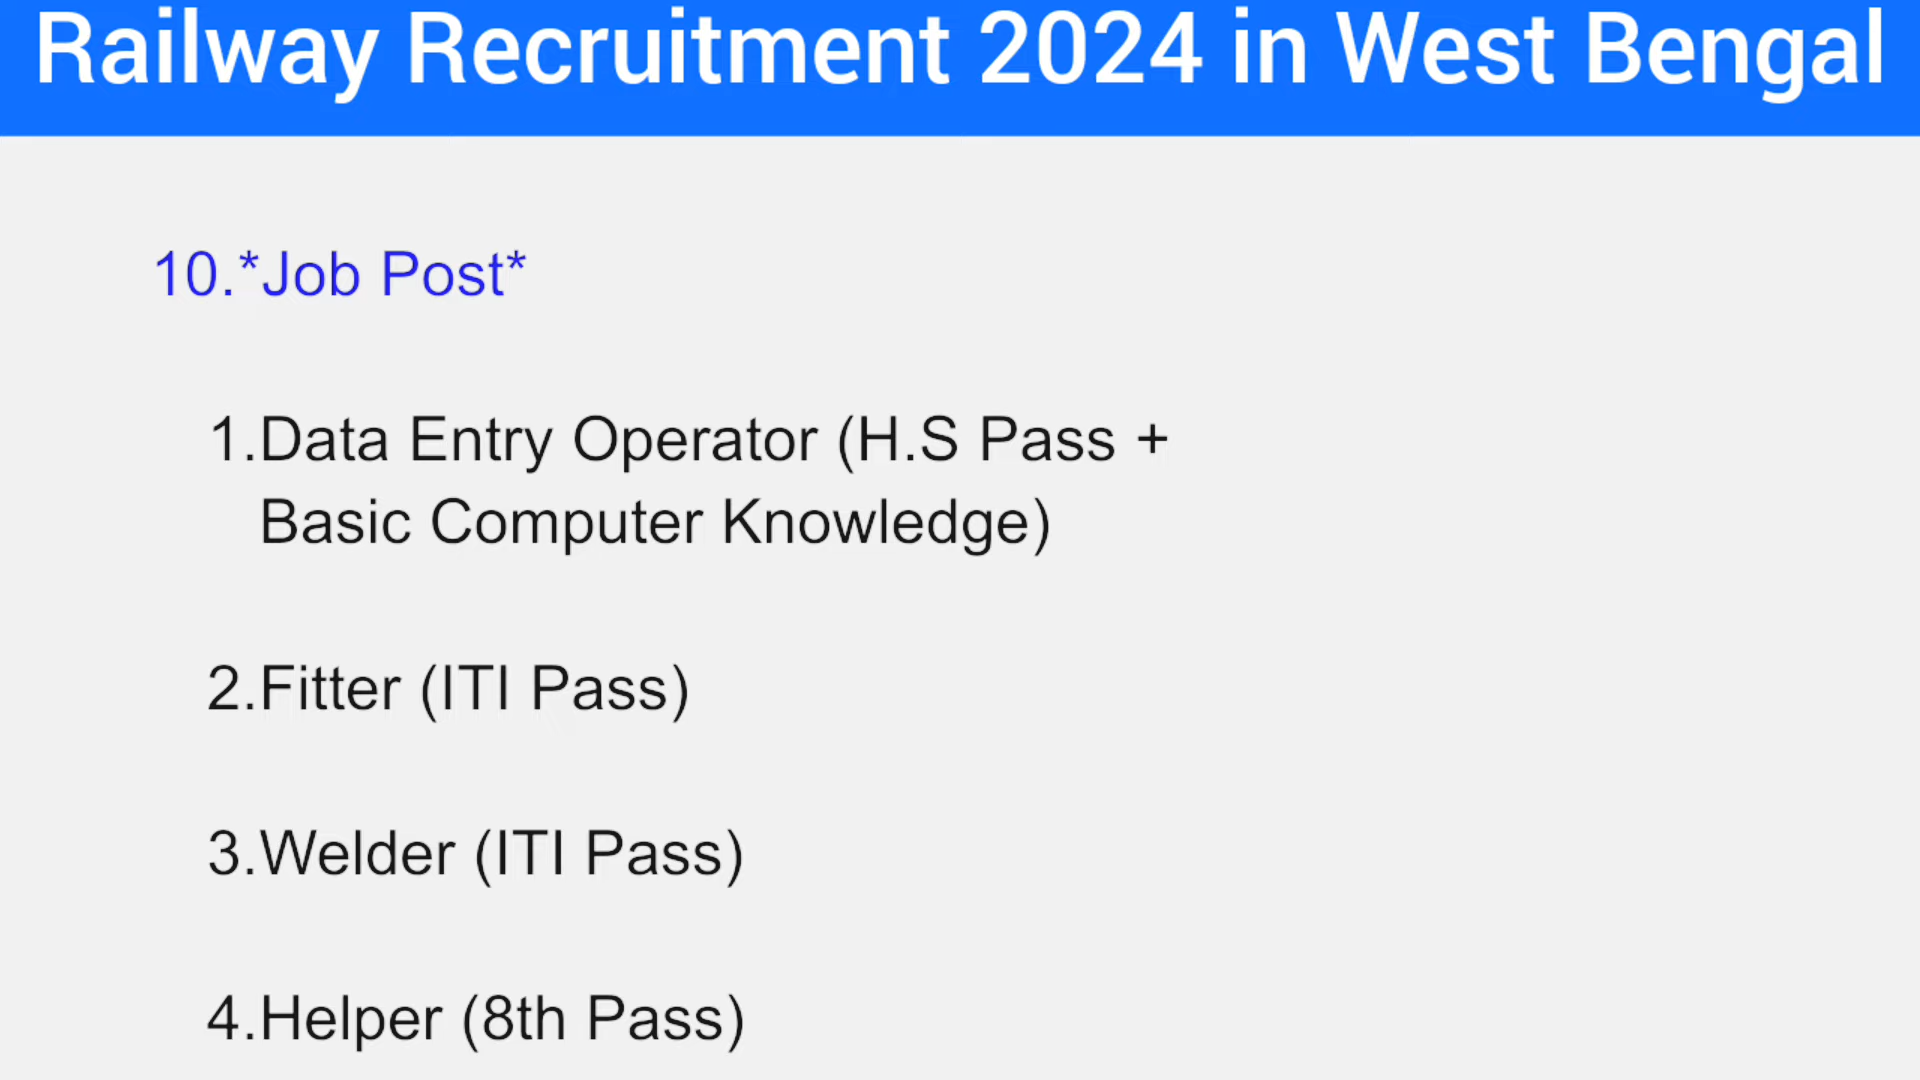 Railway Recruitment 2024 in West Bengal
10.*Job Post*
1.Data Entry Operator (H.S Pass +
Basic Computer Knowledge)
2.Fitter (ITI Pass)
3.Welder (ITI Pass)
4.Helper (8th Pass)